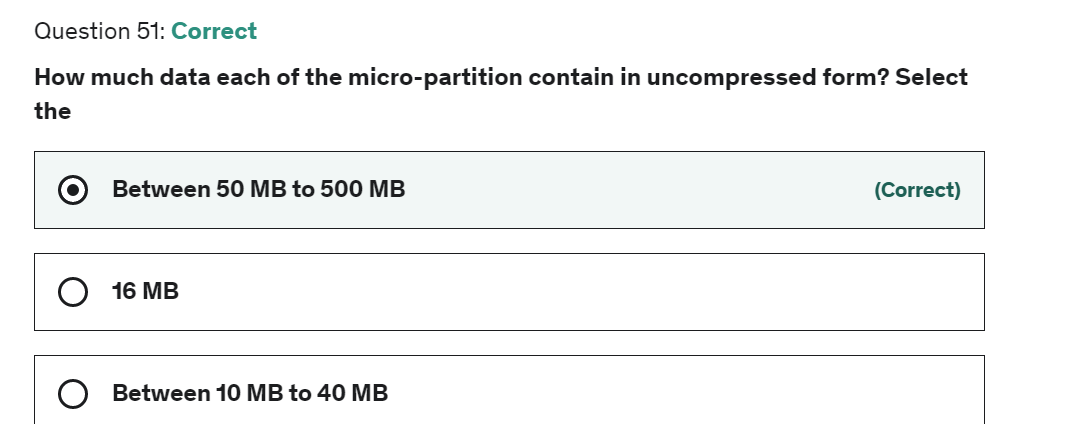 Question 51: Correct
How much data each of the micro-partition contain in uncompressed form? Select
the
Between 50 MB to 500 MB (Correct)
16 MB
Between 10 MB to 40 MB